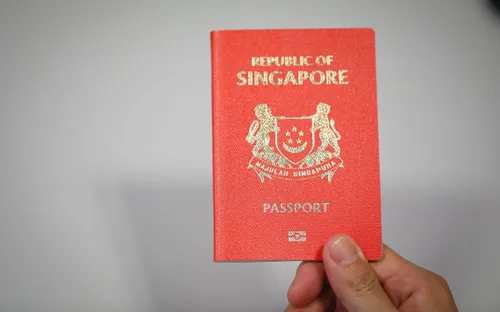 REPUBLIC OF
SINGAPORE
MAJULAH SINGAPURA
PASSPORT